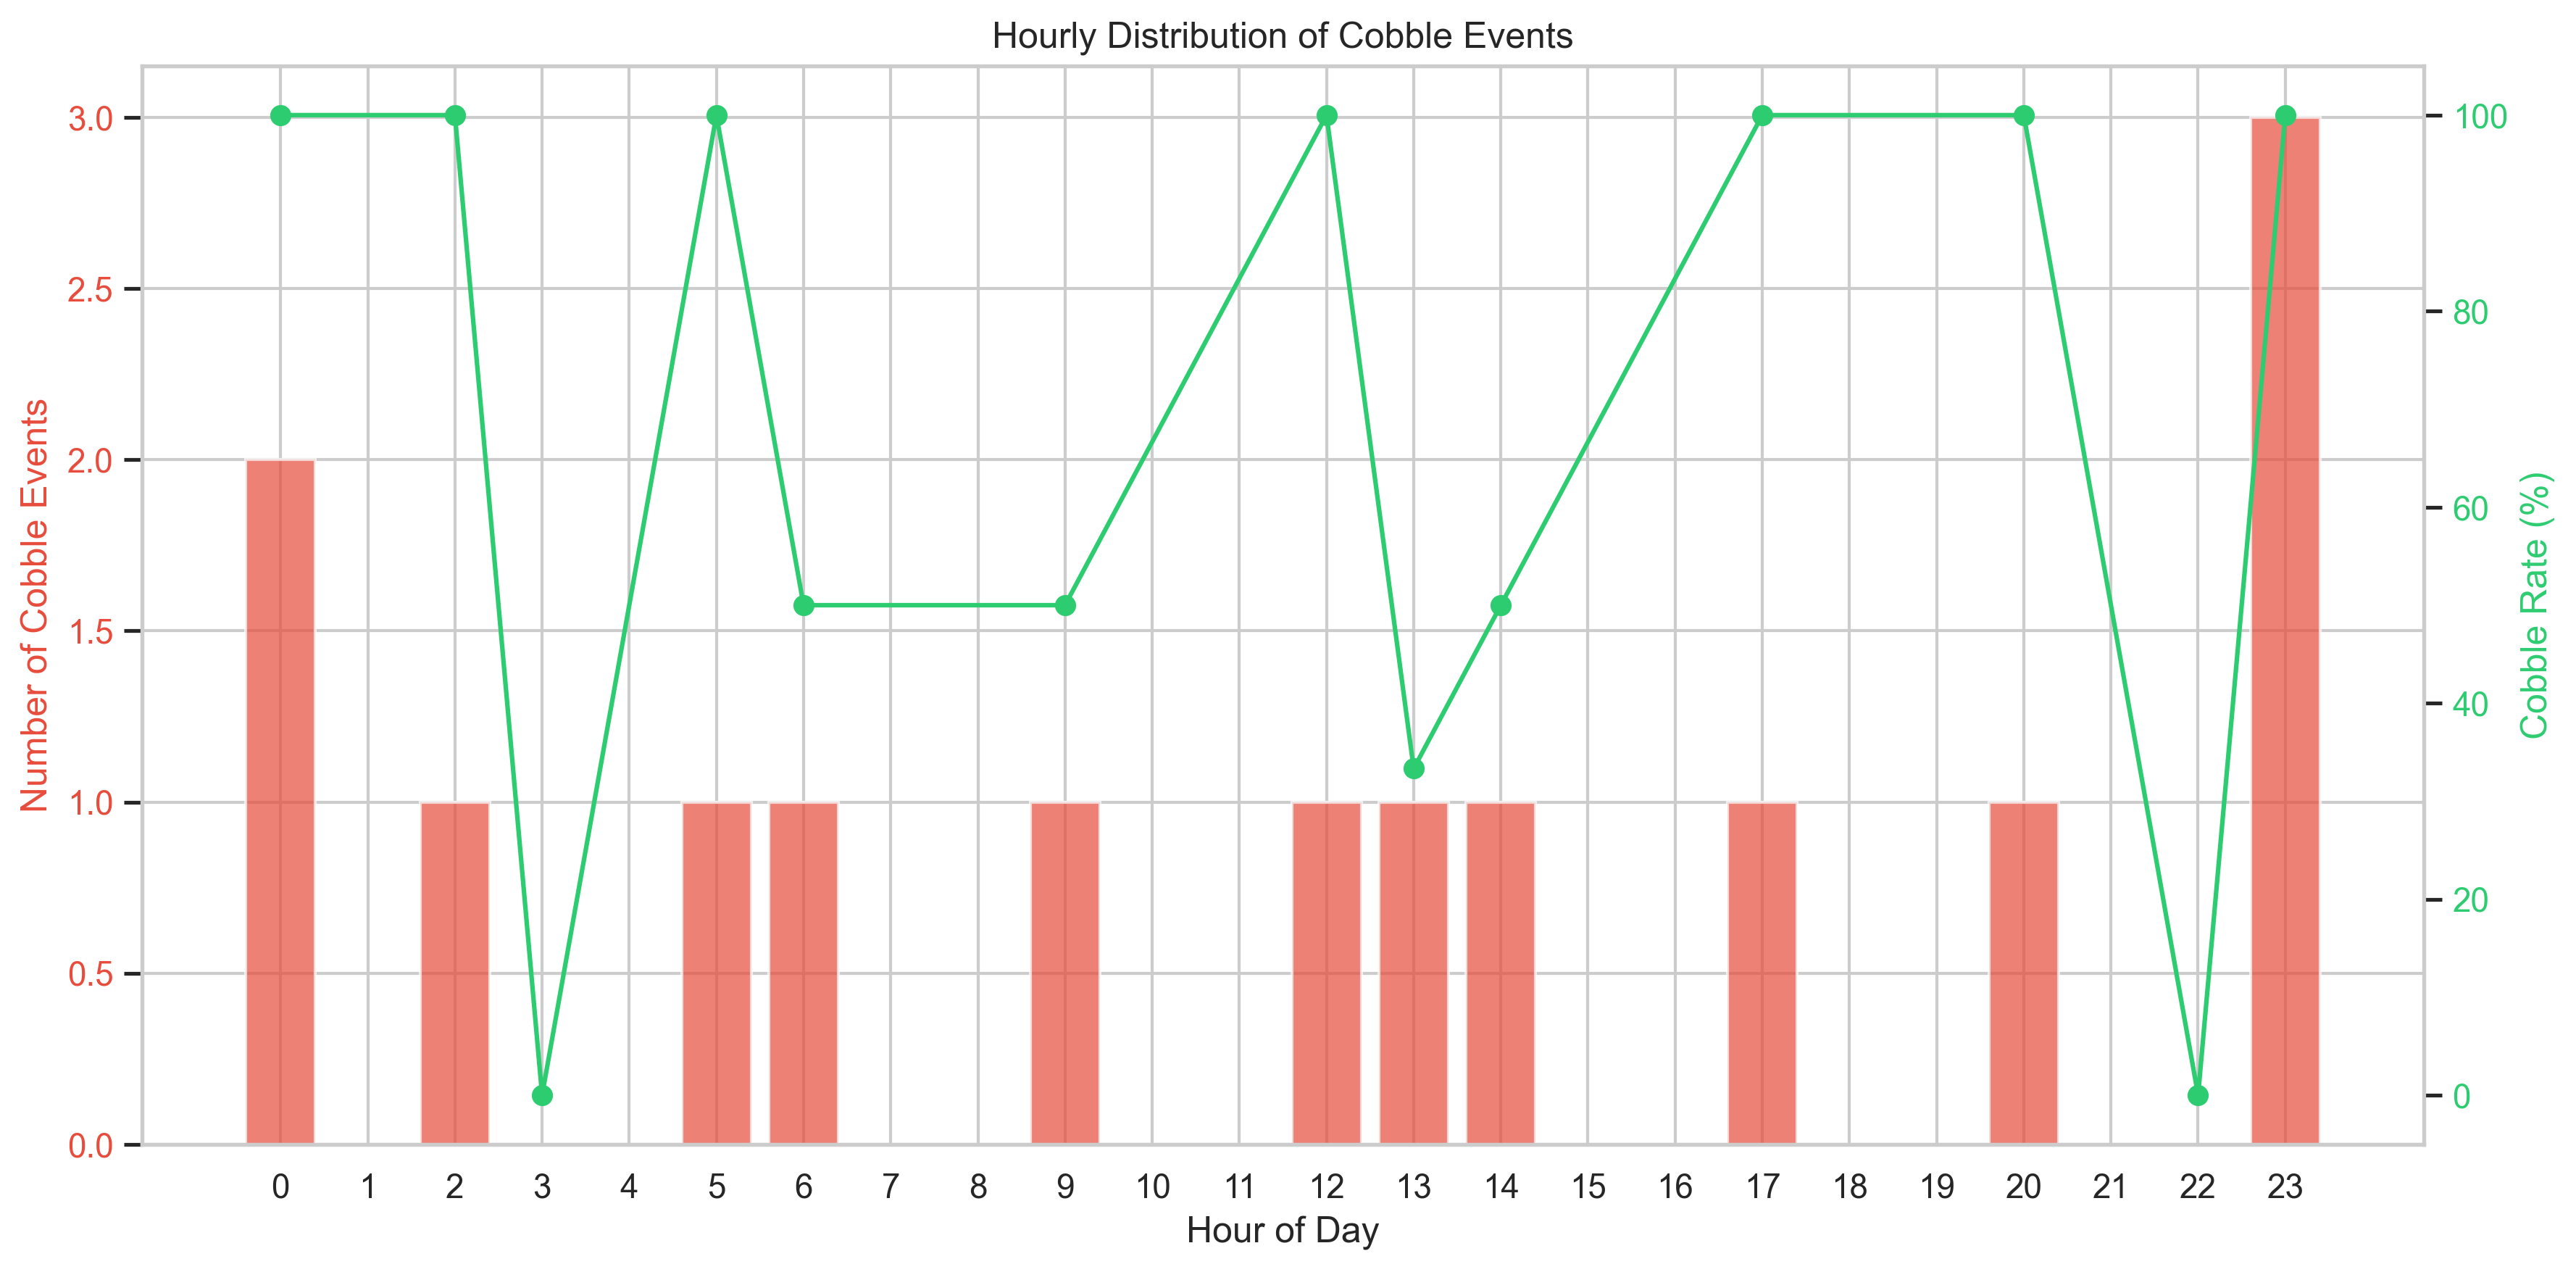 Hourly Distribution of Cobble Events
Number of Cobble Events
3.0
2.5
2.0
1.5
1.0
0.5
0.0
100
80
60
40
20
0
Cobble Rate (%)
0 1 2 3 4 5 6 7 8 9 10 11 12 13 14 15 16 17 18 19 20 21 22 23
Hour of Day